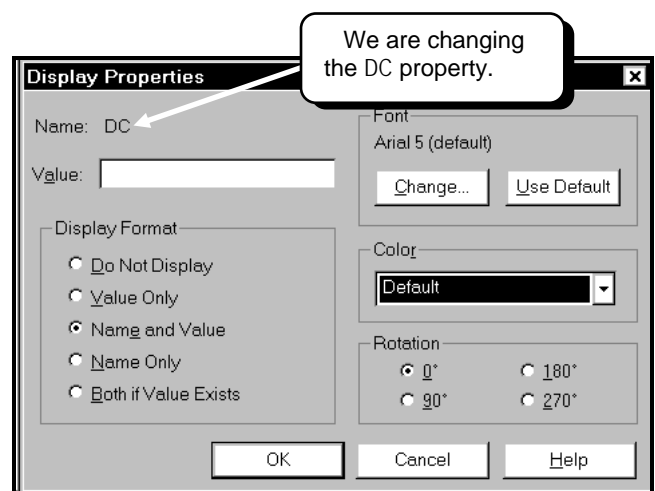 We are changing
the DC property.
Display Properties
Name: DC
Value:
Display Format
Do Not Display
Value Only
Name and Value
Name Only
Both if Value Exists
Font
Arial 5 (default)
Change...
Use Default
Color
Default
Rotation
0°
180°
90°
270°
OK
Cancel
Help